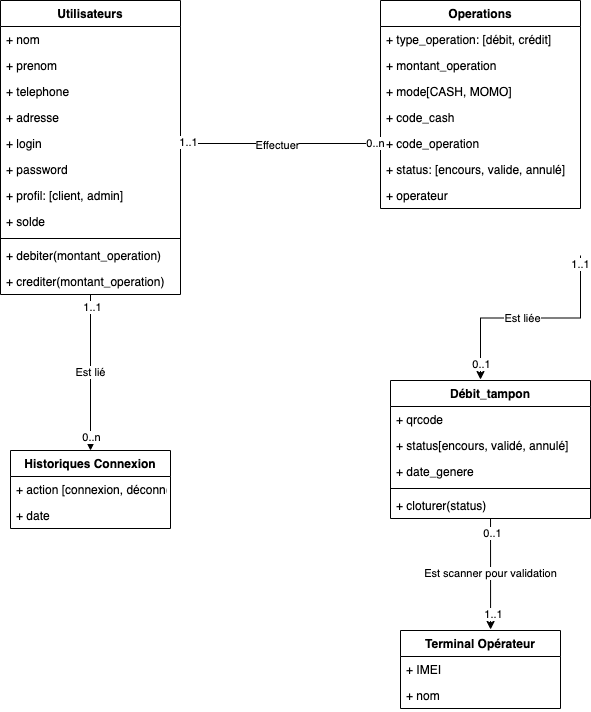 Utilisateurs
+ nom
+ prenom
+ telephone
+ adresse
+ login
+ password
+ profil: [client, admin]
+ solde
+ debiter(montant_operation)
+ crediter(montant_operation)
Operations
+ type_operation: [débit, crédit]
+ montant_operation
+ mode[CASH, MOMO]
+ code_cash
+ code_operation
+ status: [encours, valide, annulé]
+ operateur
1..1
Effectuer
0..n
1..1
Est lié
0..n
Historiques Connexion
+ action [connexion, déconn
+ date
1..1
Est liée
0..1
Débit_tampon
+ qrcode
+ status[encours, validé, annulé]
+ date_genere
+ cloturer(status)
0..1
Est scanner pour validation
1..1
Terminal Opérateur
+ IMEI
+ nom